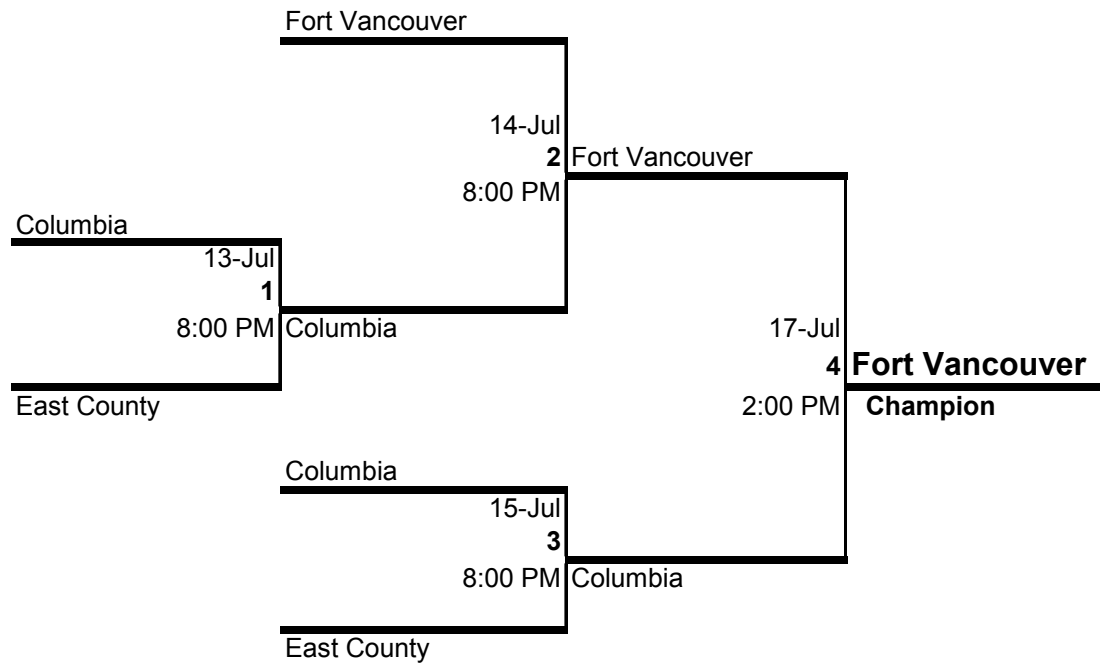 Fort Vancouver
14-Jul
2 Fort Vancouver
8:00 PM
Columbia
13-Jul
1
8:00 PM Columbia
17-Jul
4 Fort Vancouver
East County
2:00 PM Champion
Columbia
15-Jul
3
8:00 PM Columbia
East County